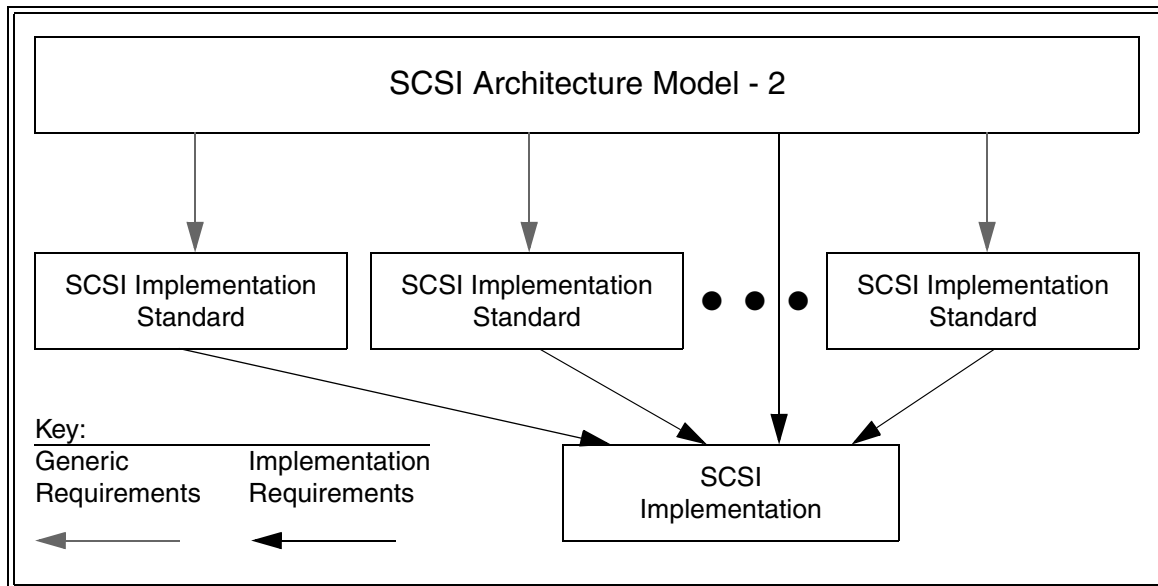 SCSI Architecture Model - 2
SCSI Implementation
Standard
SCSI Implementation
Standard
SCSI Implementation
Standard
Key:
Generic
Requirements
Implementation
Requirements
SCSI
Implementation